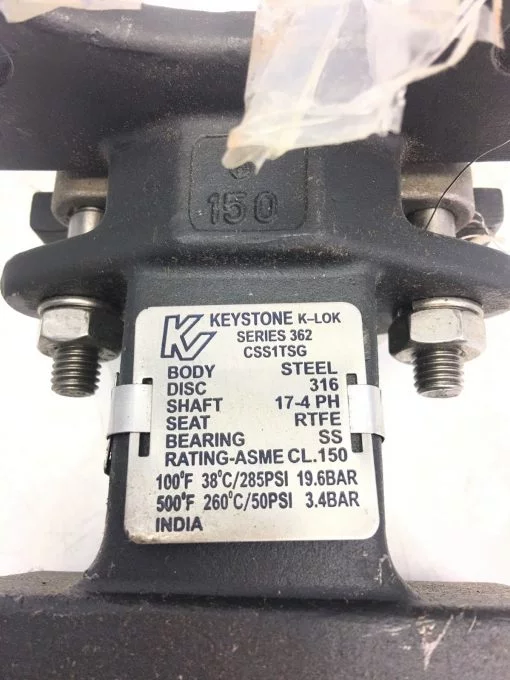 150
KEYSTONE K-LOK
SERIES 362
CSS1TSG
BODY STEEL
DISC 316
SHAFT 17-4 PH
SEAT RTFE
BEARING SS
RATING-ASME CL.150
100°F 38°C/285PSI 19.6BAR
500°F 260°C/50PSI 3.4BAR
INDIA